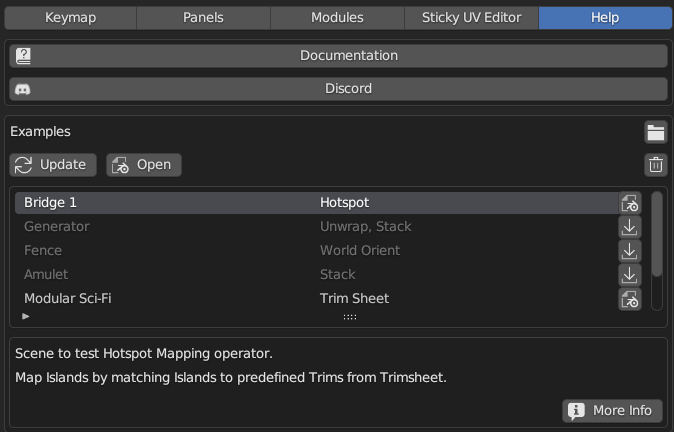 Keymap Panels Modules Sticky UV Editor Help
Documentation
Discord
Examples
Update Open
Bridge 1 Hotspot
Generator Unwrap, Stack
Fence World Orient
Amulet Stack
Modular Sci-Fi Trim Sheet
Scene to test Hotspot Mapping operator.
Map Islands by matching Islands to predefined Trims from Trimsheet.
More Info